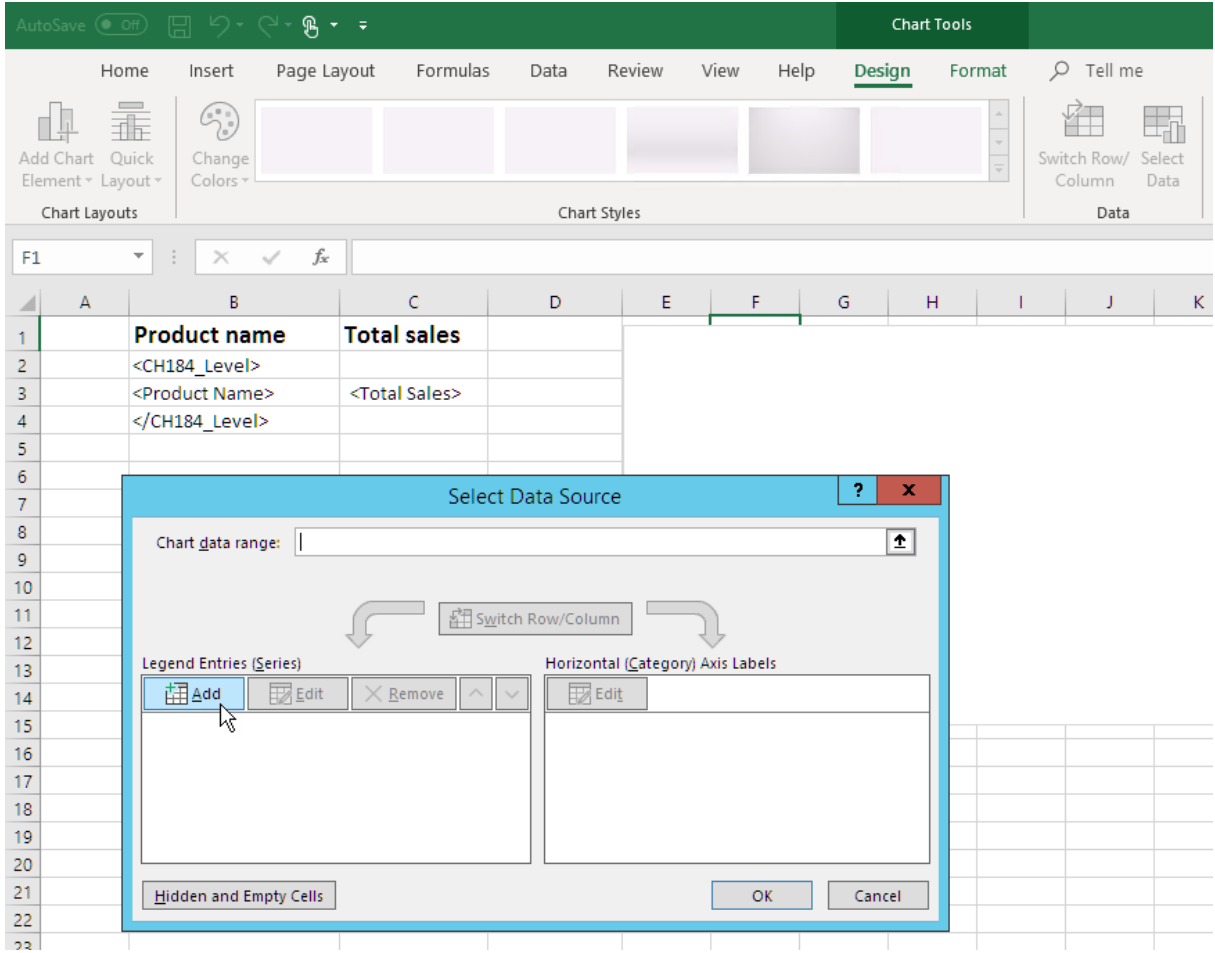 AutoSave Off Chart Tools
Home Insert Page Layout Formulas Data Review View Help Design Format Tell me
Add Chart Element Quick Layout Change Colors Switch Row/ Column Select Data
Chart Layouts Chart Styles Data
F1 fx
A B C D E F G H I J K
1 Product name Total sales
2 <CH184_Level>
3 <Product Name> <Total Sales>
4 </CH184_Level>
5
6
7
8
9
10
11
12
13
14
15
16
17
18
19
20
21
22
23
Select Data Source ? x
Chart data range:
Switch Row/Column
Legend Entries (Series) Horizontal (Category) Axis Labels
Add Edit Remove Edit
Hidden and Empty Cells OK Cancel